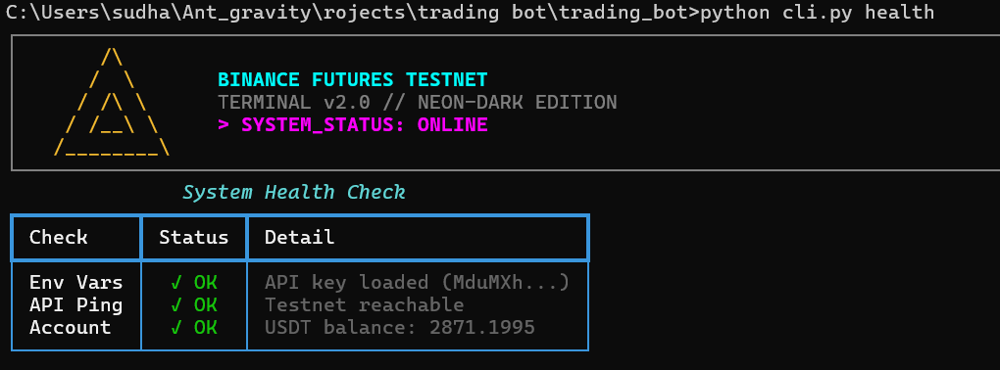 C:\Users\sudha\Ant_gravity\rojects\trading bot\trading_bot>python cli.py health
BINANCE FUTURES TESTNET
TERMINAL v2.0 // NEON-DARK EDITION
> SYSTEM_STATUS: ONLINE
System Health Check
Check Status Detail
Env Vars √ OK API key loaded (MduMXh...)
API Ping √ OK Testnet reachable
Account √ OK USDT balance: 2871.1995